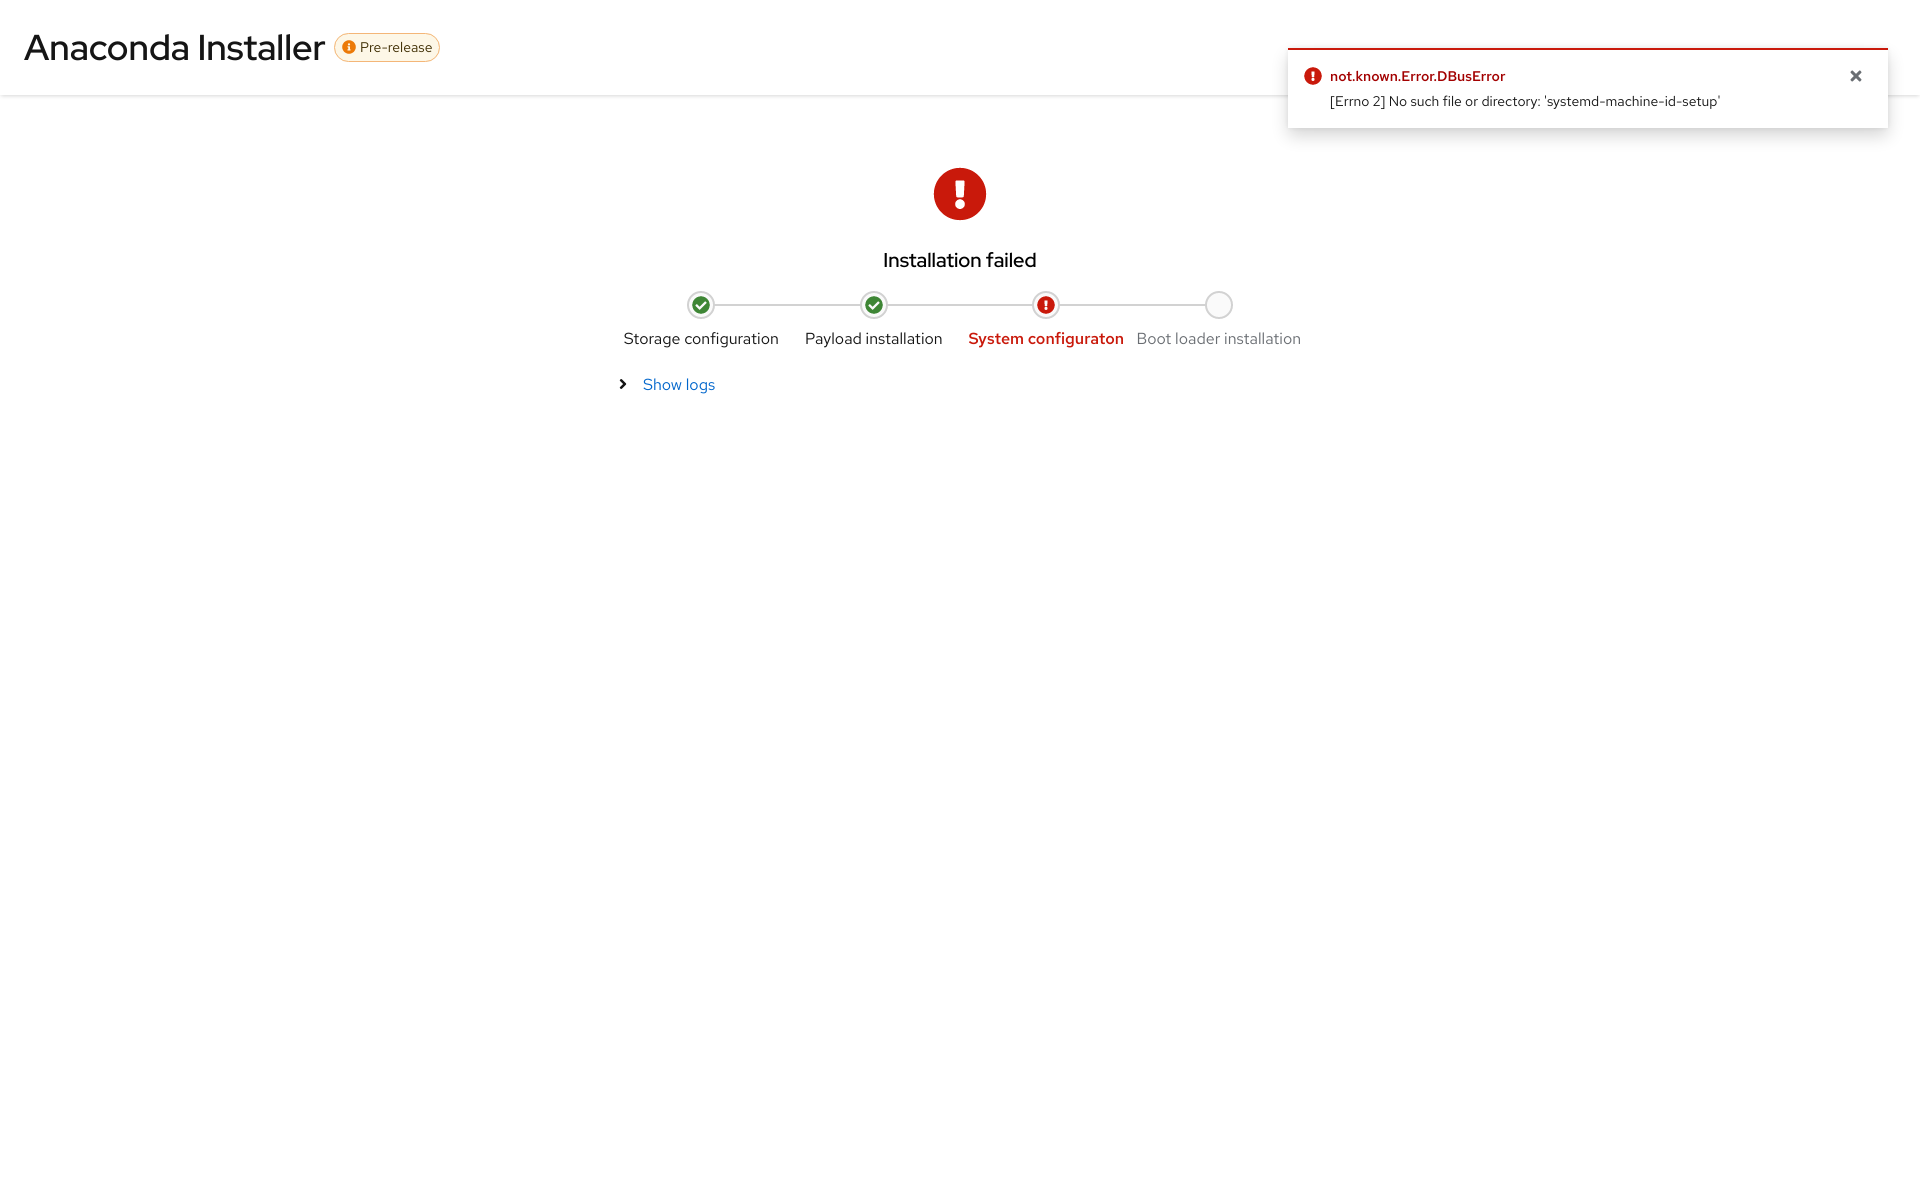 Anaconda Installer
Pre-release
not.known.Error.DBusError
[Errno 2] No such file or directory: 'systemd-machine-id-setup'
Installation failed
Storage configuration
Payload installation
System configuraton
Boot loader installation
Show logs